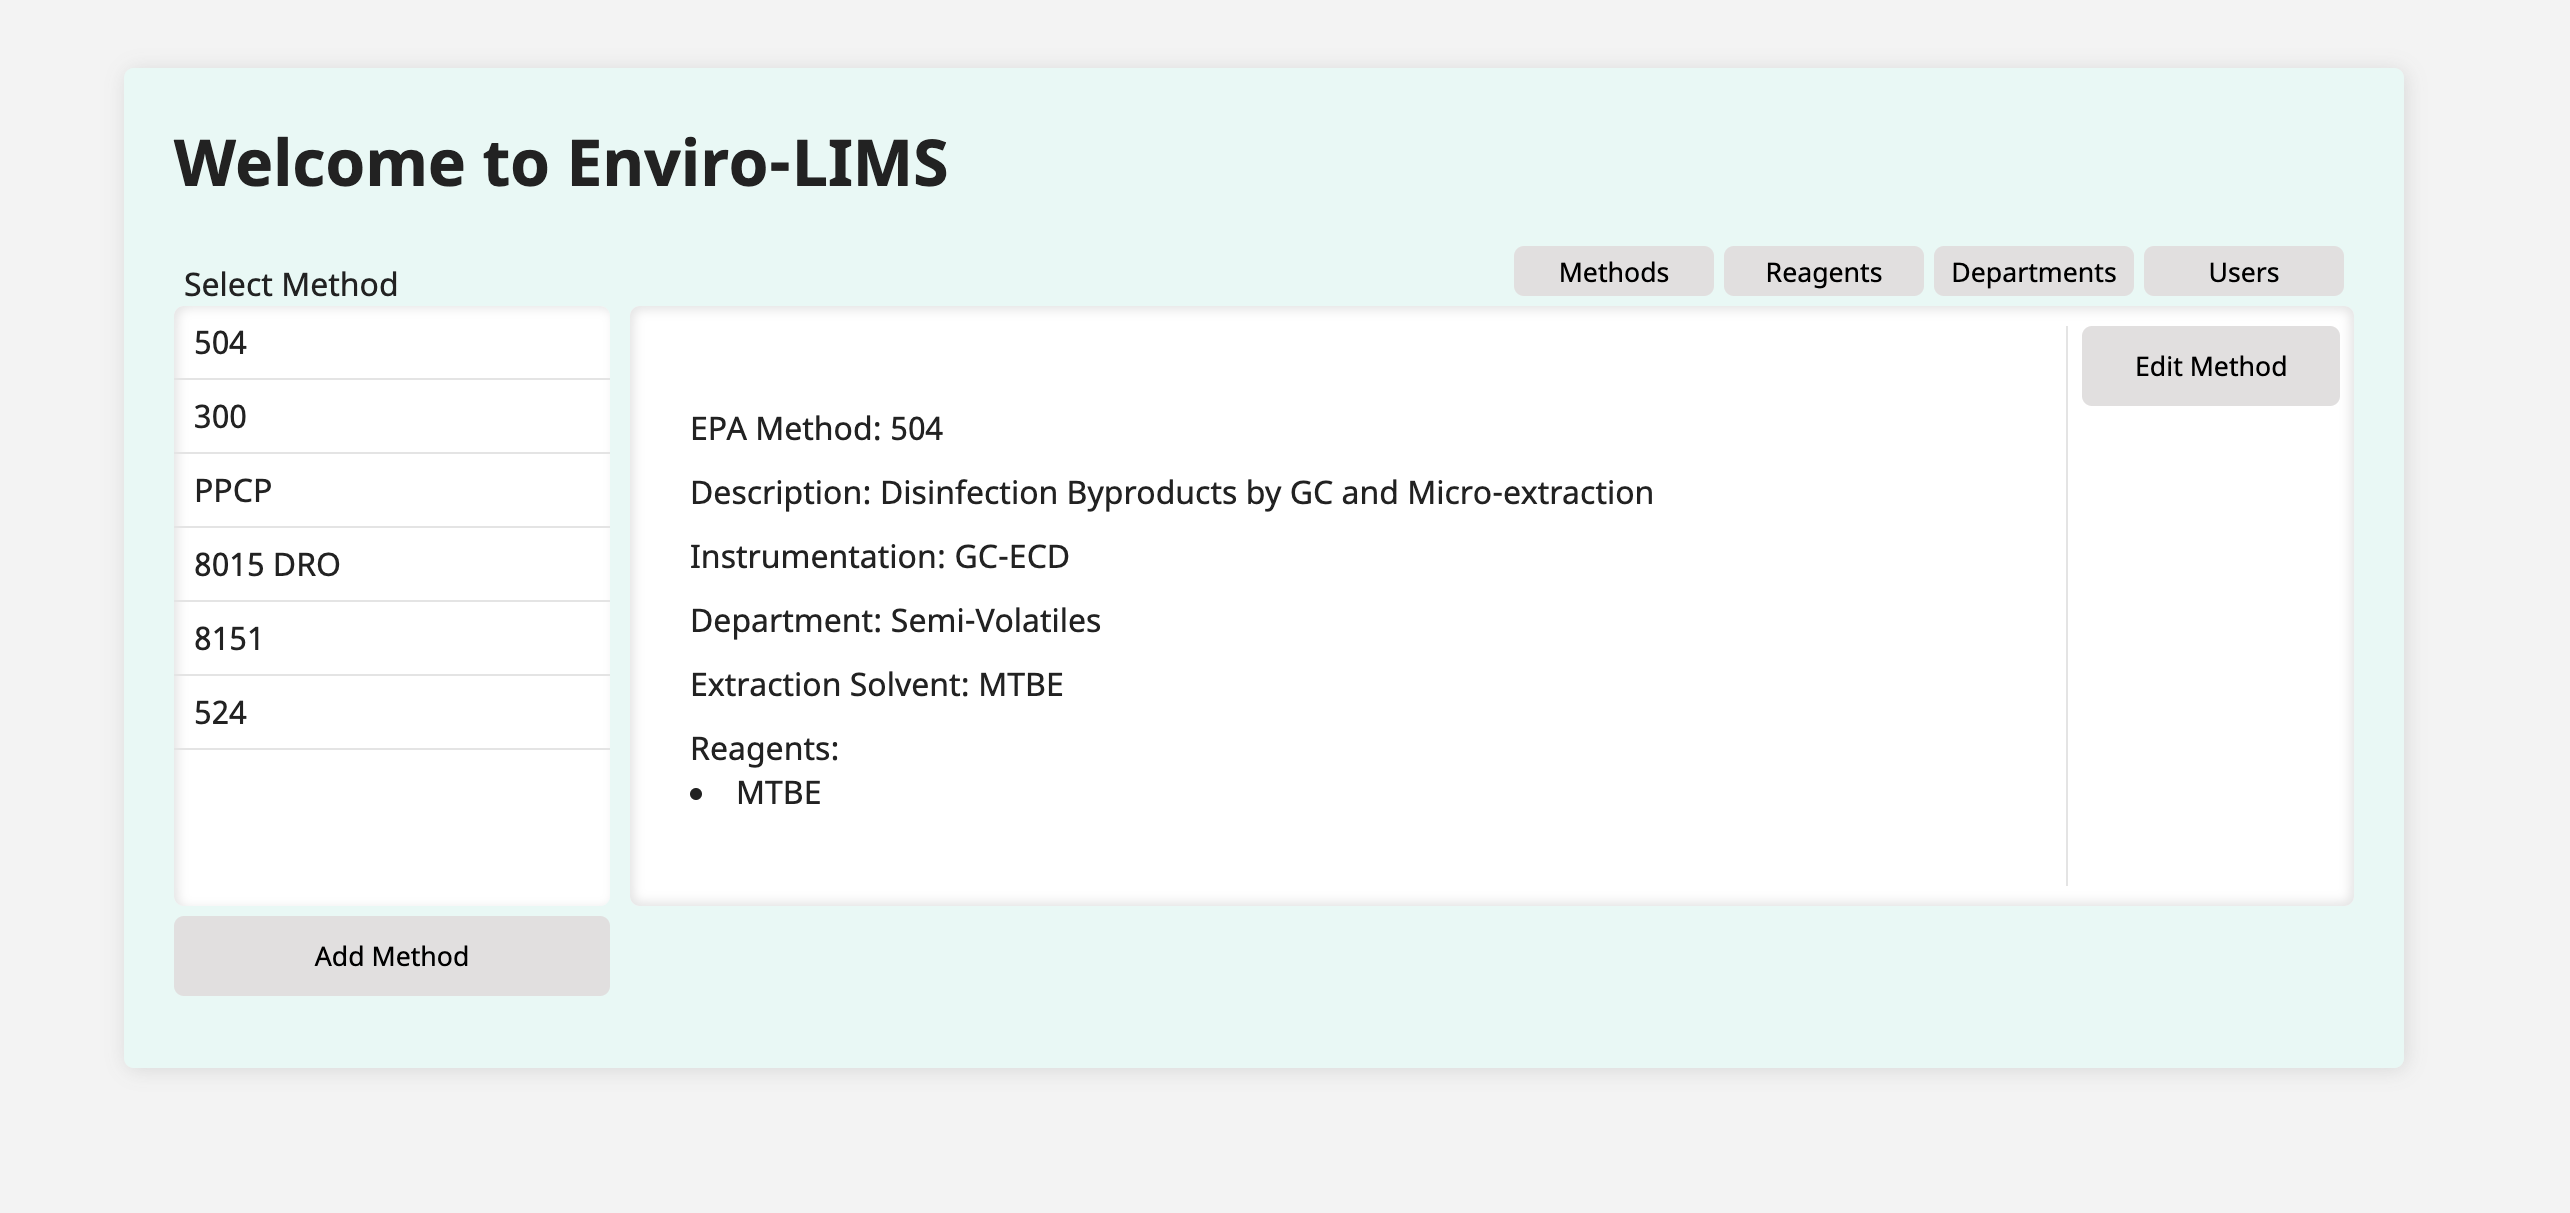 Welcome to Enviro-LIMS
Select Method
Methods
Reagents
Departments
Users
504
300
PPCP
8015 DRO
8151
524
Add Method
EPA Method: 504
Description: Disinfection Byproducts by GC and Micro-extraction
Instrumentation: GC-ECD
Department: Semi-Volatiles
Extraction Solvent: MTBE
Reagents:
• MTBE
Edit Method